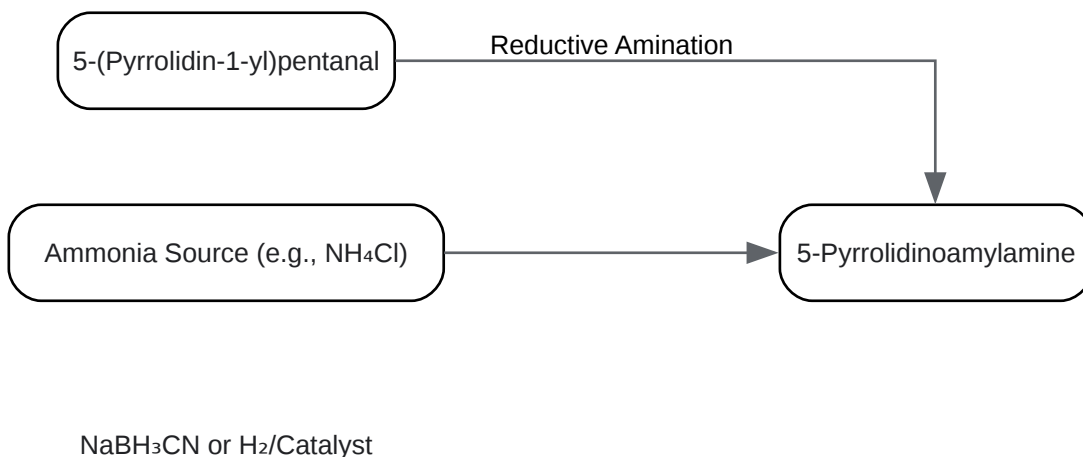 5-(Pyrrolidin-1-yl)pentanal
Reductive Amination
Ammonia Source (e.g., NH₄Cl)
5-Pyrrolidinoamylamine
NaBH₃CN or H₂/Catalyst